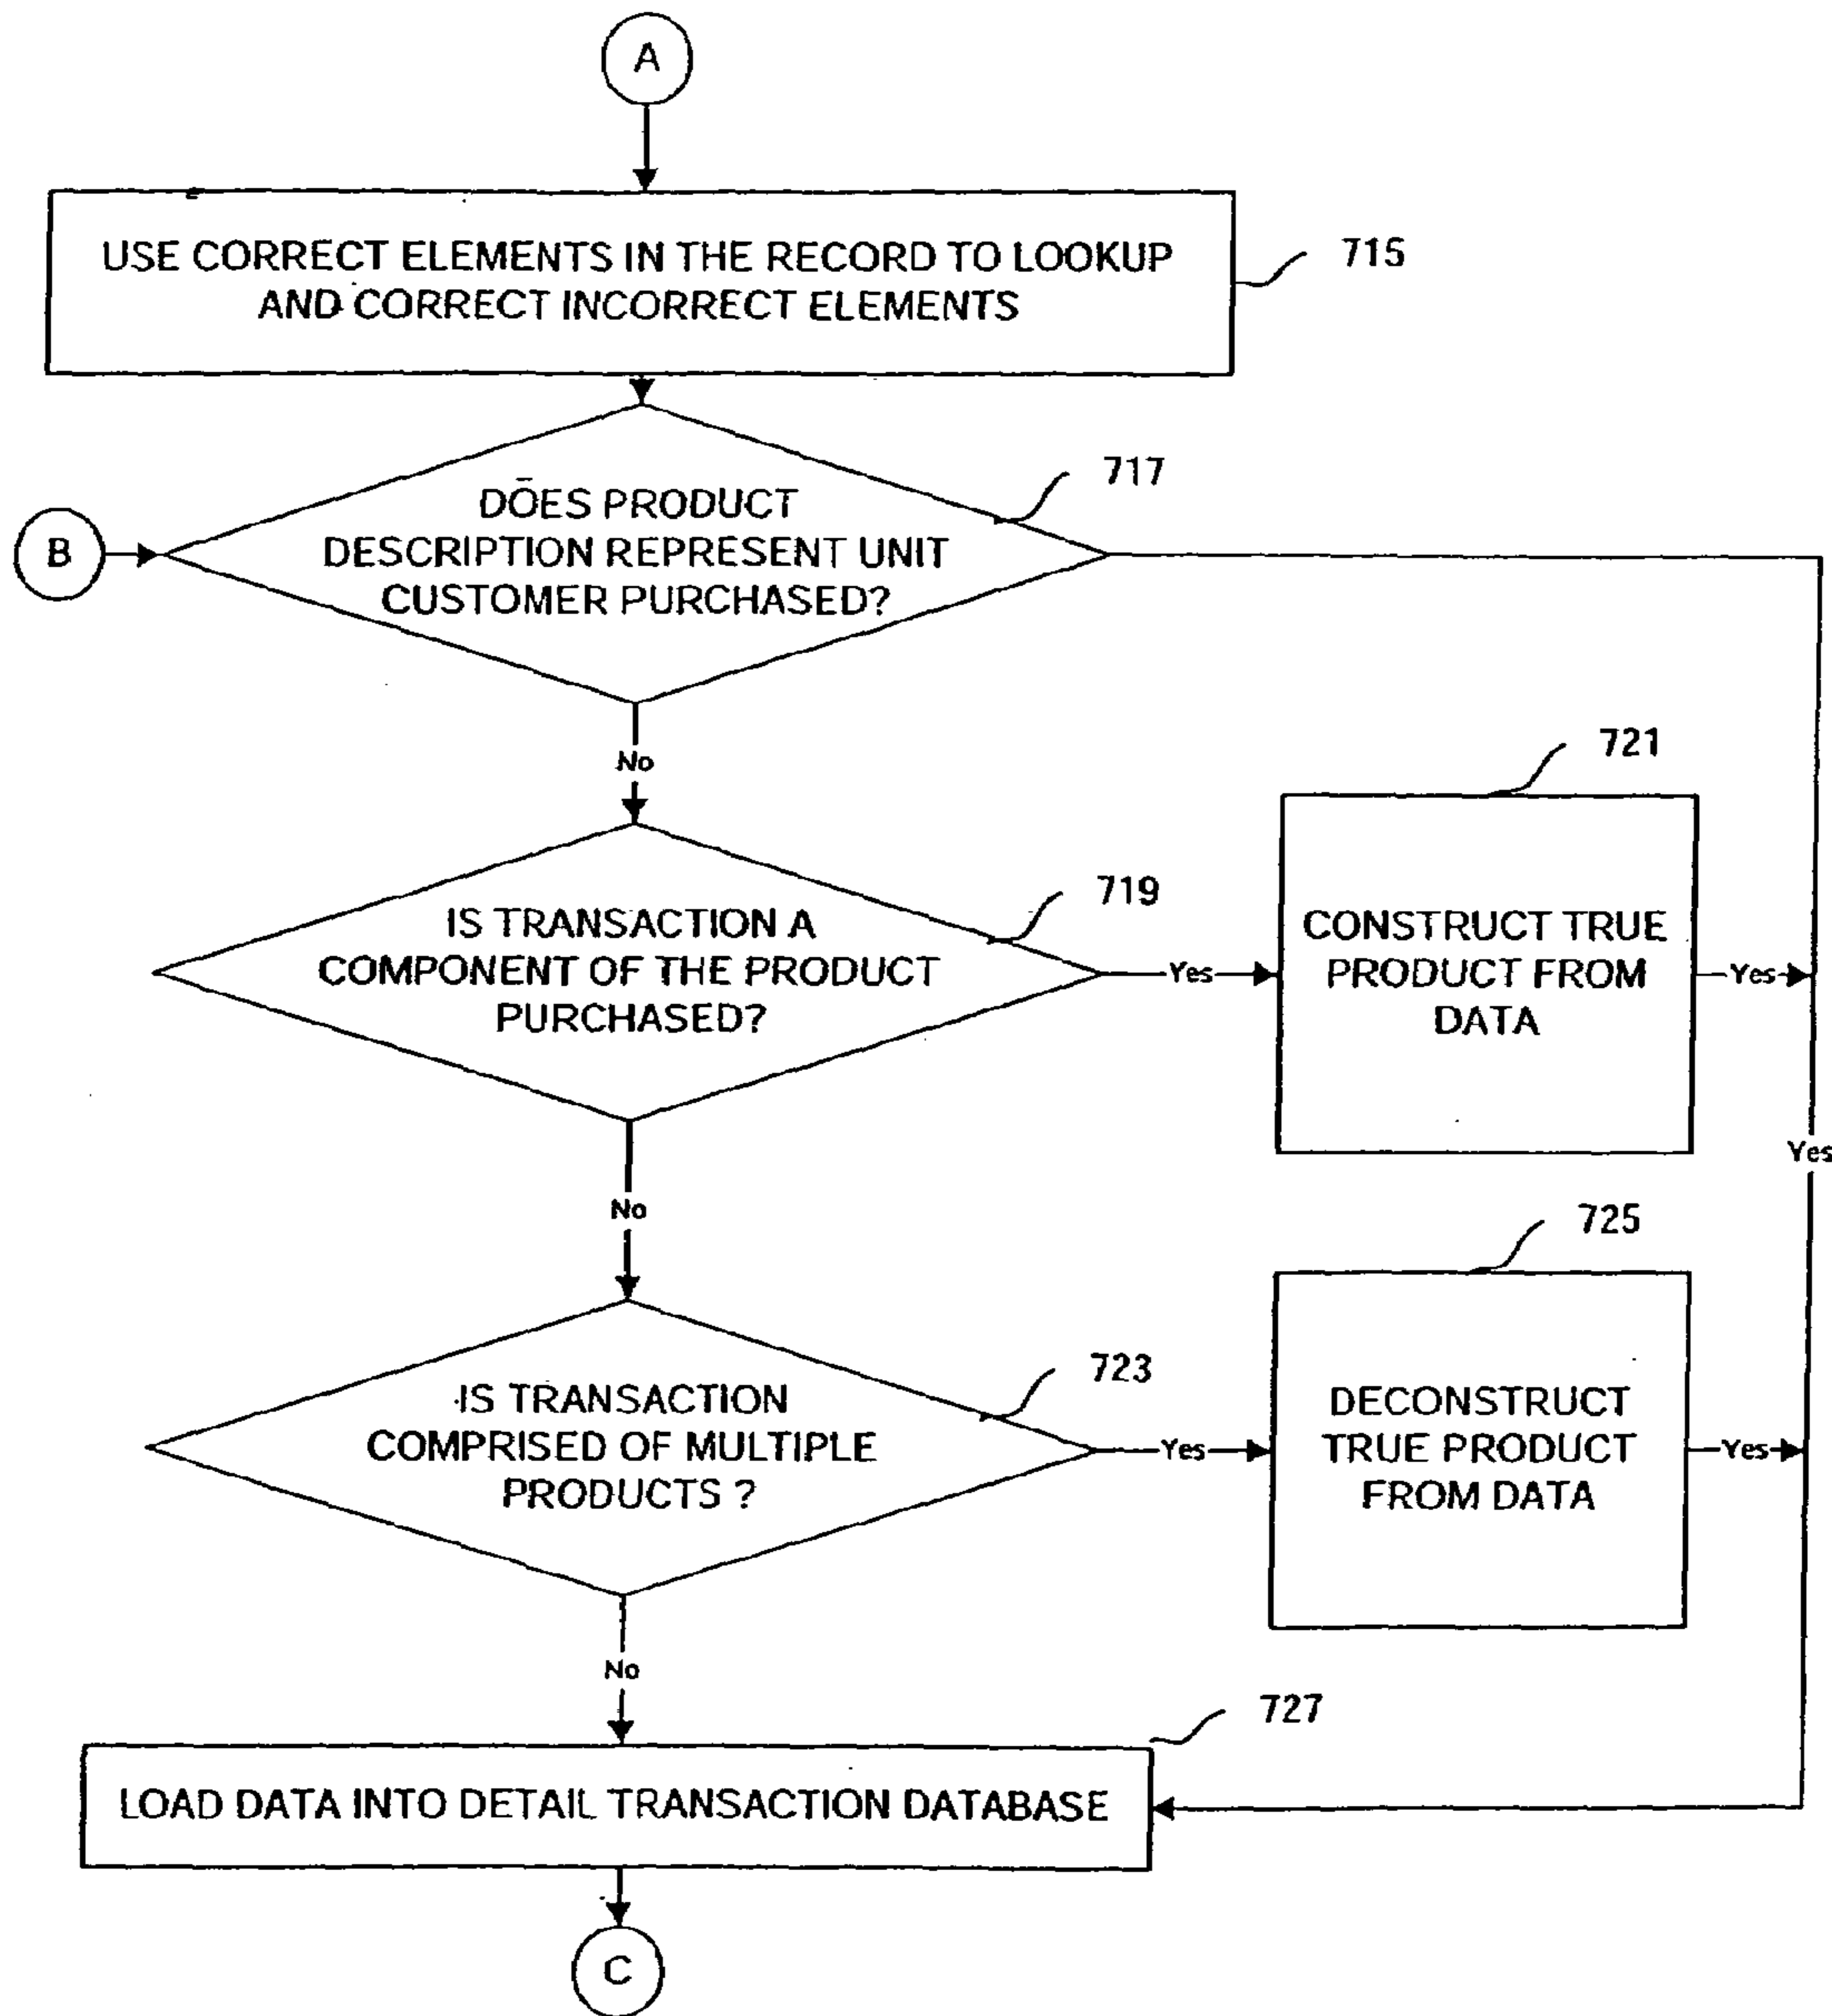 A
USE CORRECT ELEMENTS IN THE RECORD TO LOOKUP
AND CORRECT INCORRECT ELEMENTS
715
717
DOES PRODUCT
DESCRIPTION REPRESENT UNIT
CUSTOMER PURCHASED?
B
No
721
719
IS TRANSACTION A
COMPONENT OF THE PRODUCT
PURCHASED?
Yes
CONSTRUCT TRUE
PRODUCT FROM
DATA
Yes
Yes
No
725
723
IS TRANSACTION
COMPRISED OF MULTIPLE
PRODUCTS ?
Yes
DECONSTRUCT
TRUE PRODUCT
FROM DATA
Yes
No
727
LOAD DATA INTO DETAIL TRANSACTION DATABASE
C